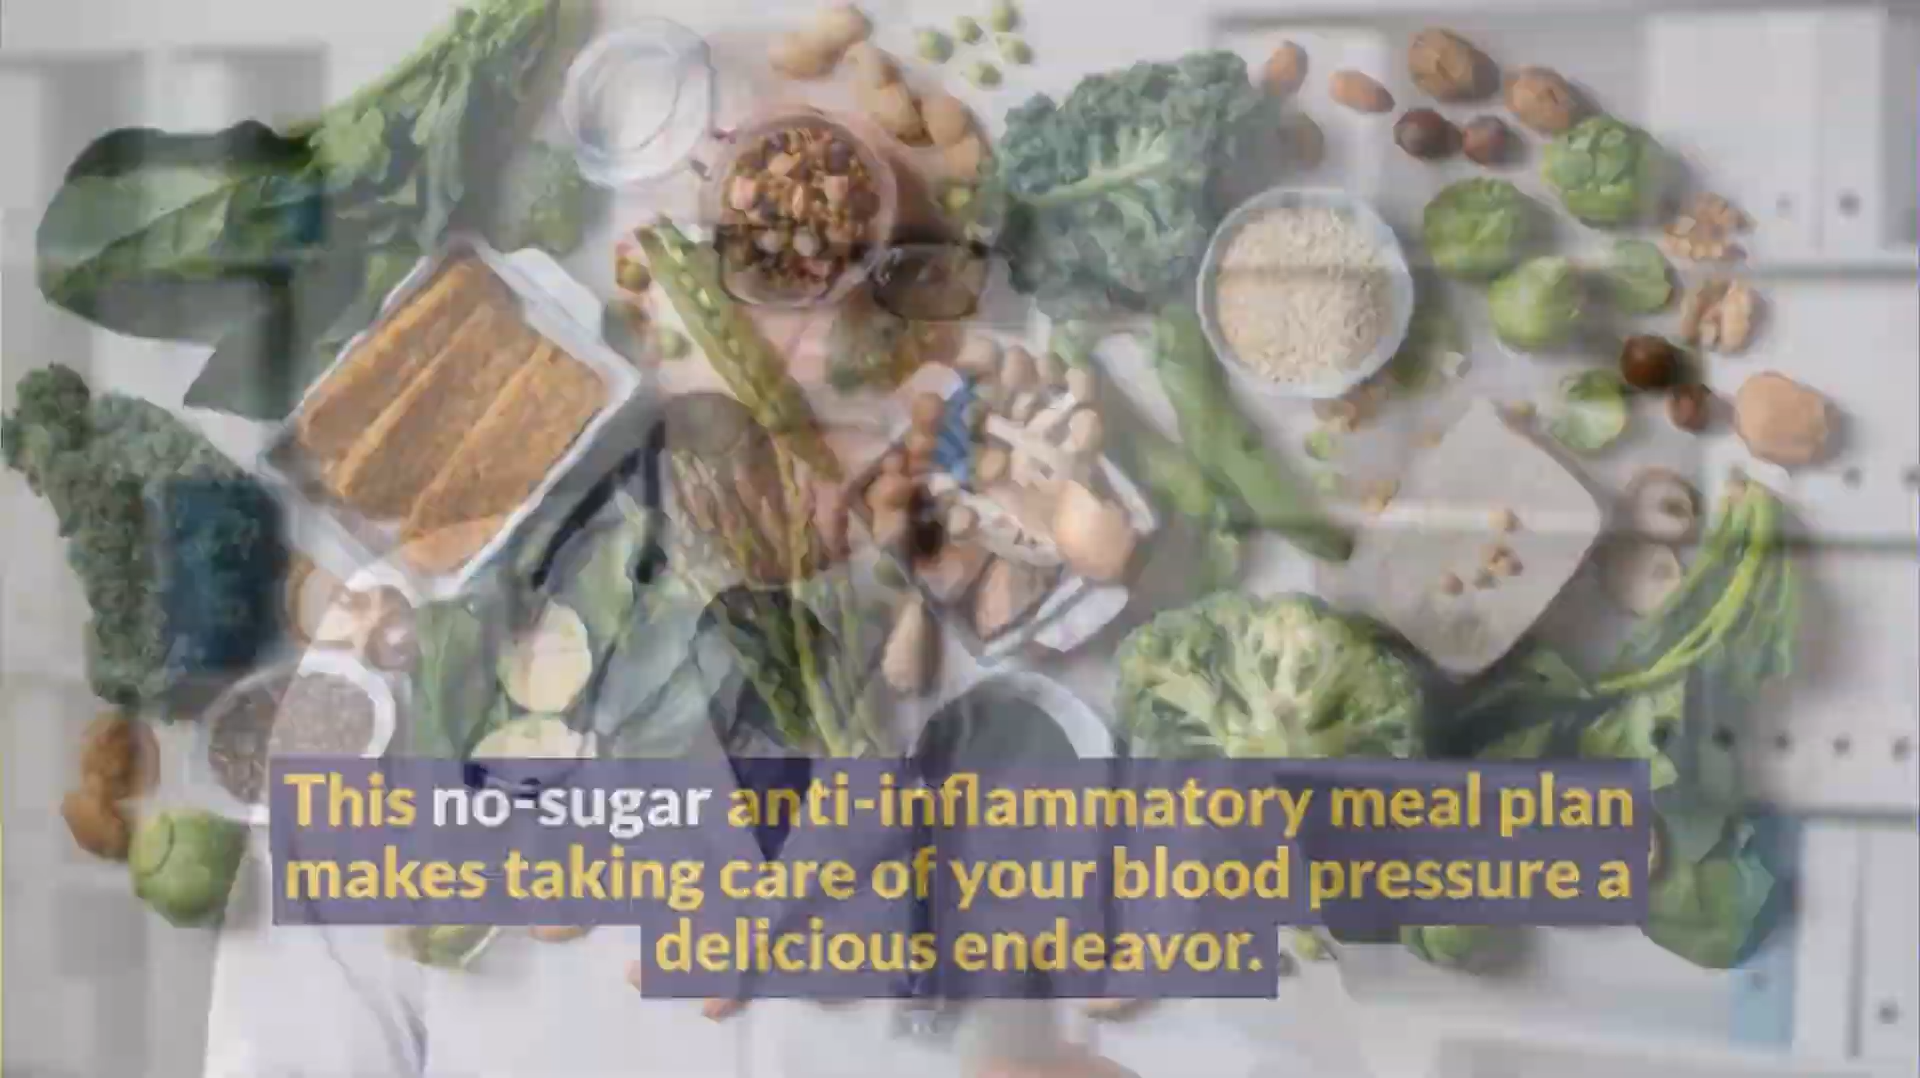 This no-sugar anti-inflammatory meal plan
makes taking care of your blood pressure a
delicious endeavor.